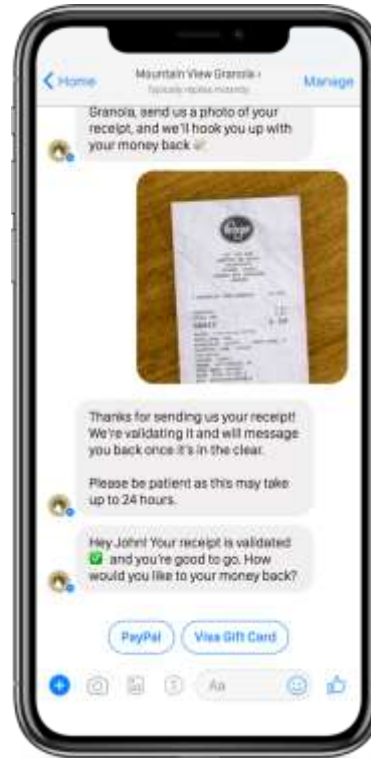 Home
Mountain View Granola ›
Typically replies instantly
Manage
Granola, send us a photo of your
receipt, and we'll hook you up with
your money back
Kroger
Thanks for sending us your receipt!
We're validating it and will message
you back once it's in the clear.
Please be patient as this may take
up to 24 hours.
Hey John! Your receipt is validated
✅ and you're good to go. How
would you like to your money back?
PayPal
Visa Gift Card
Aa